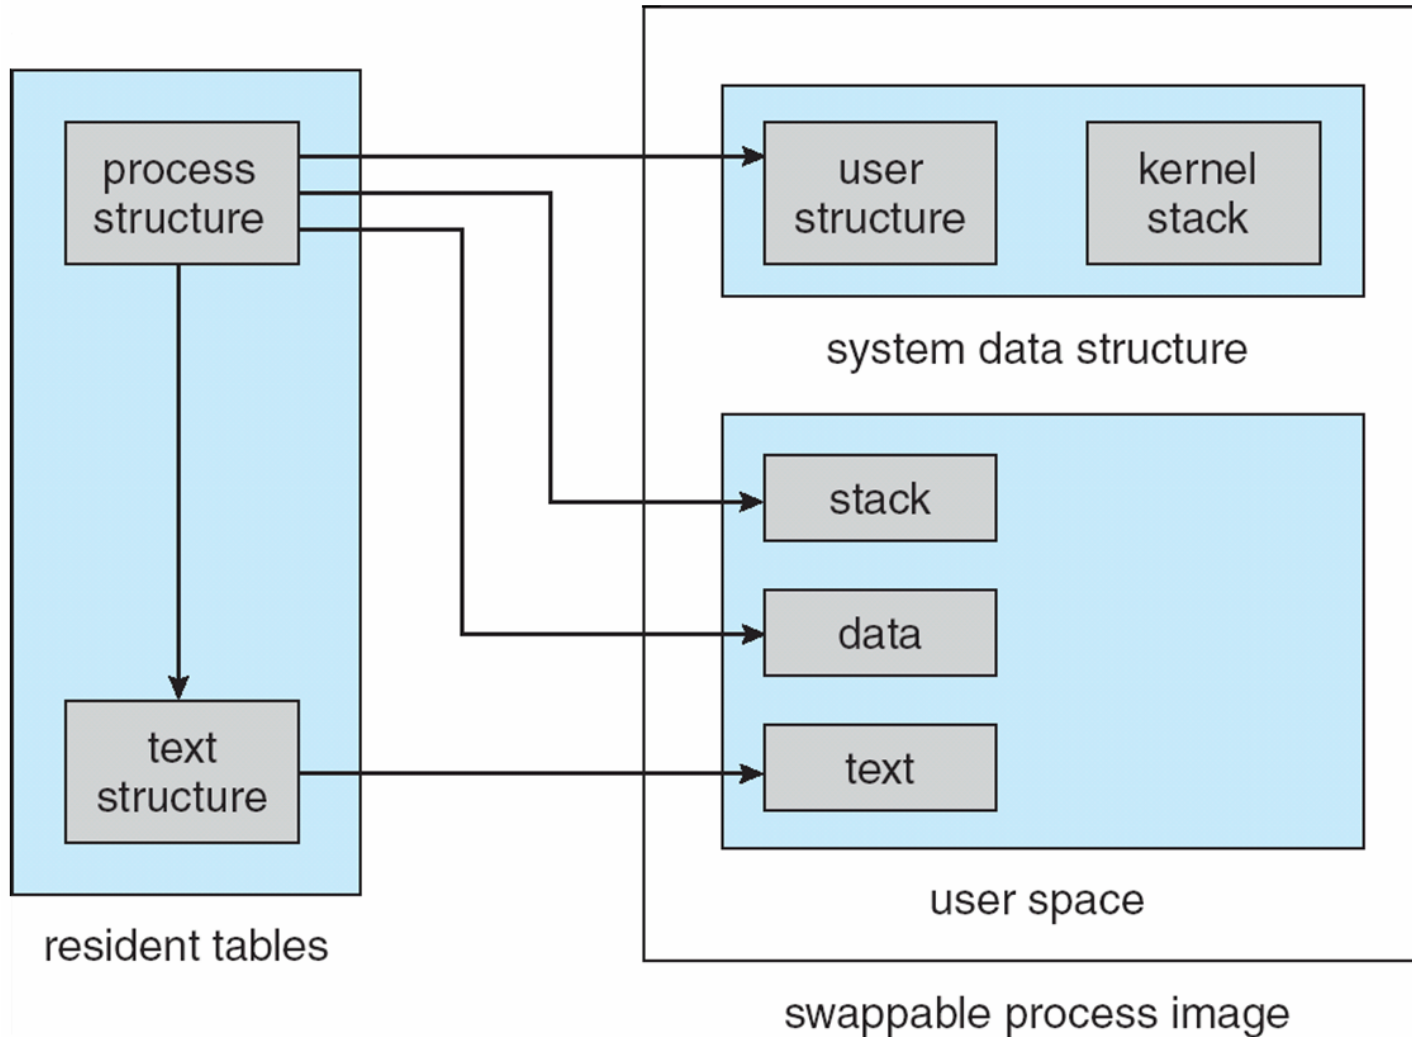 process
structure
user
structure
kernel
stack
system data structure
stack
data
text
structure
text
user space
resident tables
swappable process image